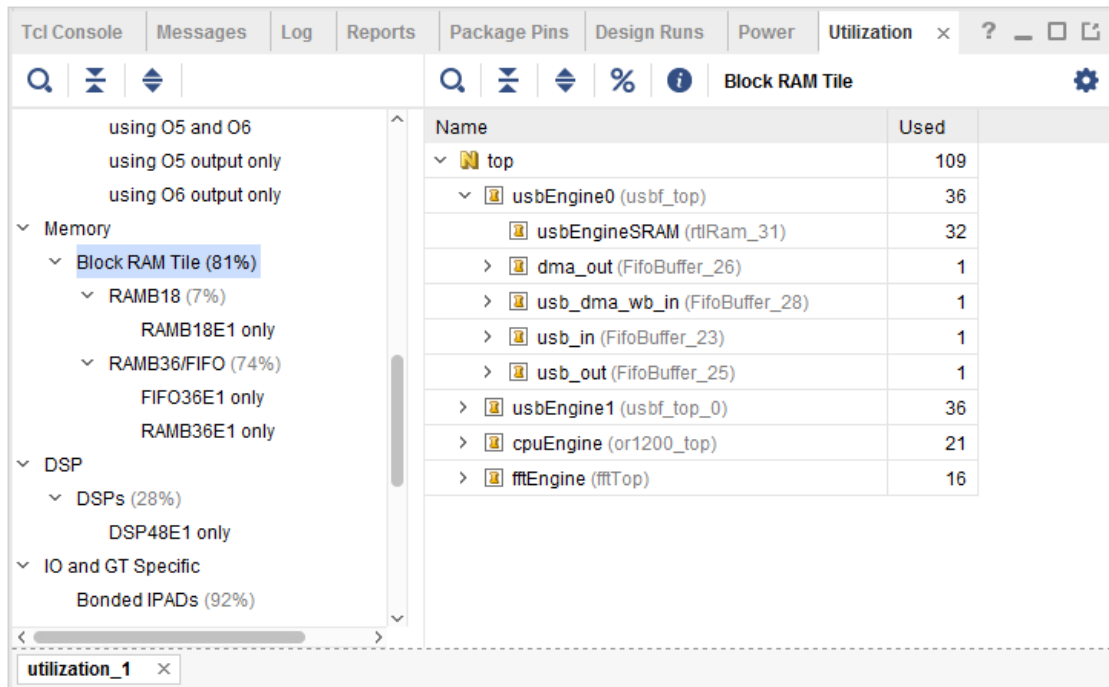 Tcl Console Messages Log Reports Package Pins Design Runs Power Utilization × ?
% i Block RAM Tile
using O5 and O6
using O5 output only
using O6 output only
Memory
Block RAM Tile (81%)
RAMB18 (7%)
RAMB18E1 only
RAMB36/FIFO (74%)
FIFO36E1 only
RAMB36E1 only
DSP
DSPs (28%)
DSP48E1 only
IO and GT Specific
Bonded IPADs (92%)
Name Used
N top 109
usbEngine0 (usbf_top) 36
usbEngineSRAM (rtlRam_31) 32
dma_out (FifoBuffer_26) 1
usb_dma_wb_in (FifoBuffer_28) 1
usb_in (FifoBuffer_23) 1
usb_out (FifoBuffer_25) 1
usbEngine1 (usbf_top_0) 36
cpuEngine (or1200_top) 21
fftEngine (fftTop) 16
utilization_1 ×